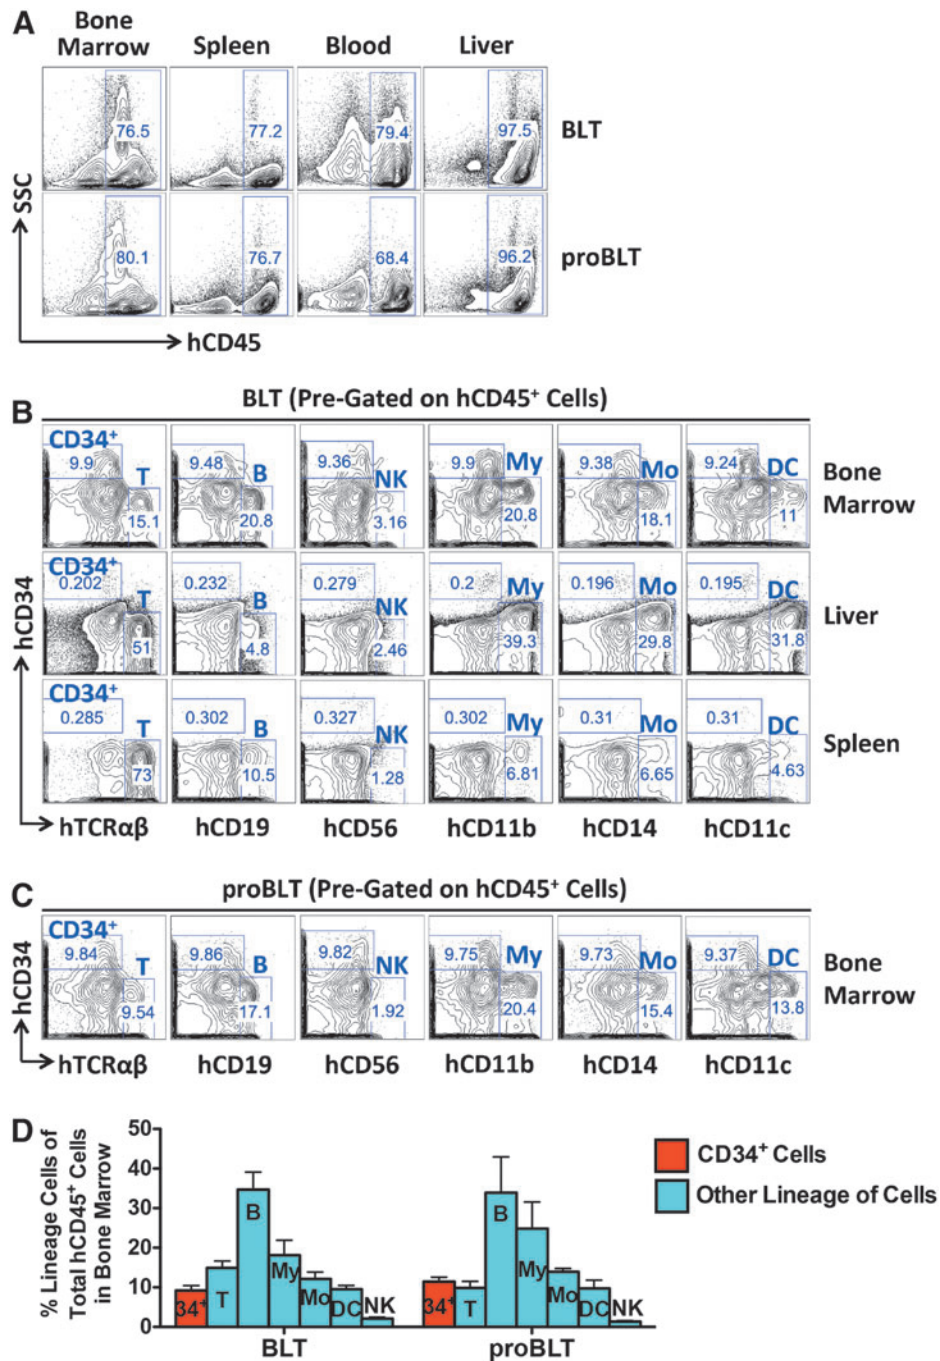 A
Bone Marrow
Spleen
Blood
Liver
76.5
77.2
79.4
97.5
BLT
80.1
76.7
68.4
96.2
proBLT
SSC
hCD45
B
BLT (Pre-Gated on hCD45+ Cells)
CD34+
9.9
T
15.1
9.48
B
20.8
9.36
NK
3.16
9.9
My
20.8
9.38
Mo
18.1
9.24
DC
11
Bone Marrow
CD34+
0.202
T
51
0.232
B
4.8
0.279
NK
2.46
0.2
My
39.3
0.196
Mo
29.8
0.195
DC
31.8
Liver
CD34+
0.285
T
73
0.302
B
10.5
0.327
NK
1.28
0.302
My
6.81
0.31
Mo
6.65
0.31
DC
4.63
Spleen
hCD34
hTCRαβ
hCD19
hCD56
hCD11b
hCD14
hCD11c
C
proBLT (Pre-Gated on hCD45+ Cells)
CD34+
9.84
T
9.54
9.86
B
17.1
9.82
NK
1.92
9.75
My
20.4
9.73
Mo
15.4
9.37
DC
13.8
Bone Marrow
hCD34
hTCRαβ
hCD19
hCD56
hCD11b
hCD14
hCD11c
D
% Lineage Cells of
Total hCD45+ Cells
in Bone Marrow
50
40
30
20
10
0
34+
T
B
My
Mo
DC
NK
34+
T
B
My
Mo
DC
NK
BLT
proBLT
CD34+ Cells
Other Lineage of Cells